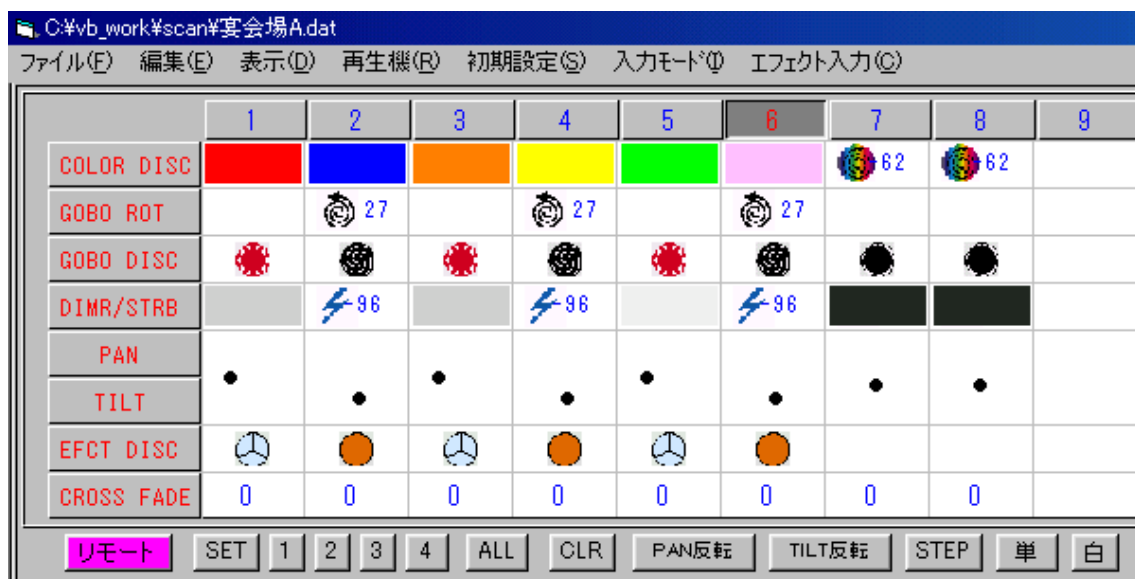 C:¥vb_work¥scan¥宴会場A.dat
ファイル(F) 編集(E) 表示(D) 再生機(R) 初期設定(S) 入力モード(I) エフェクト入力(C)
1 2 3 4 5 6 7 8 9
COLOR DISC 62 62
GOBO ROT 27 27 27
GOBO DISC
DIMR/STRB 96 96 96
PAN
TILT
EFCT DISC
CROSS FADE 0 0 0 0 0 0 0 0
リモート SET 1 2 3 4 ALL CLR PAN反転 TILT反転 STEP 単 白